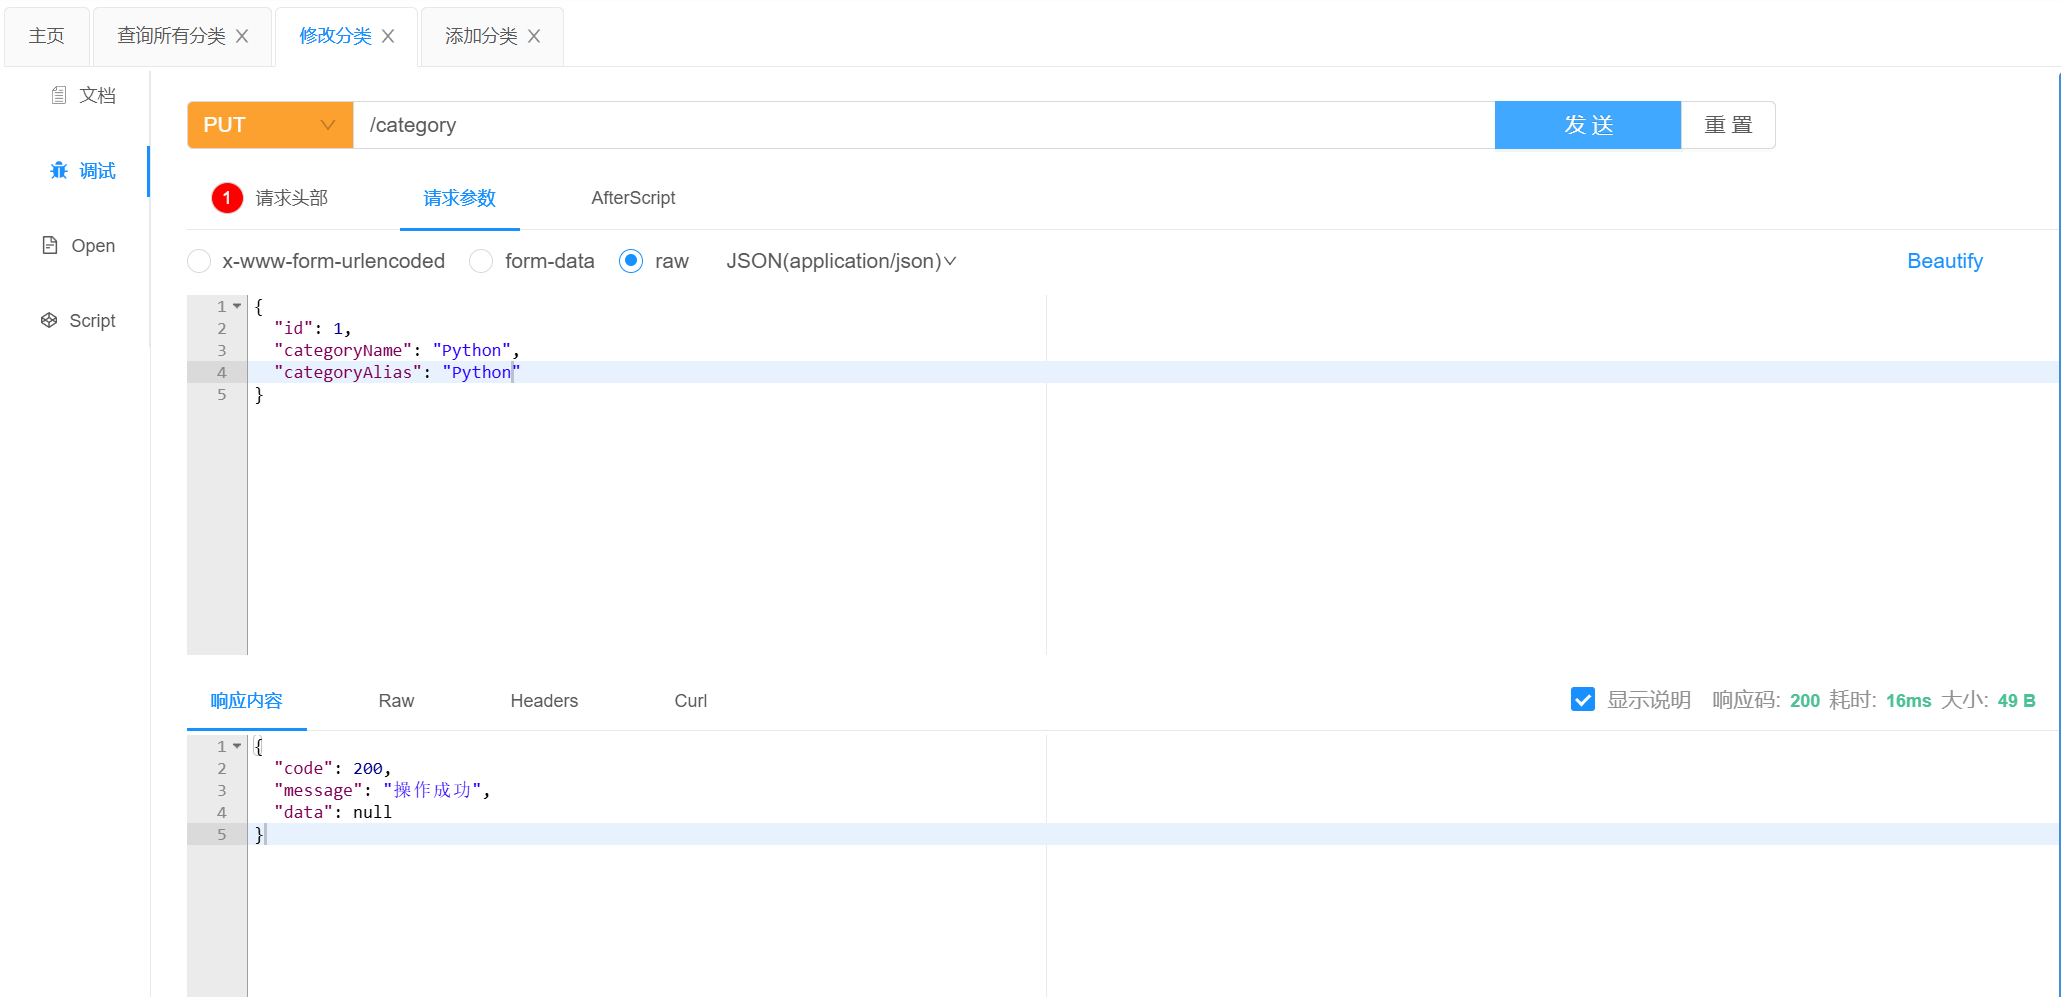 主页 查询所有分类 X 修改分类 X 添加分类 X
文档
调试
Open
Script
PUT /category 发 送 重 置
1 请求头部 请求参数 AfterScript
x-www-form-urlencoded form-data raw JSON(application/json) Beautify
1 {
2 "id": 1,
3 "categoryName": "Python",
4 "categoryAlias": "Python"
5 }
响应内容 Raw Headers Curl 显示说明 响应码: 200 耗时: 16ms 大小: 49 B
1 {
2 "code": 200,
3 "message": "操作成功",
4 "data": null
5 }